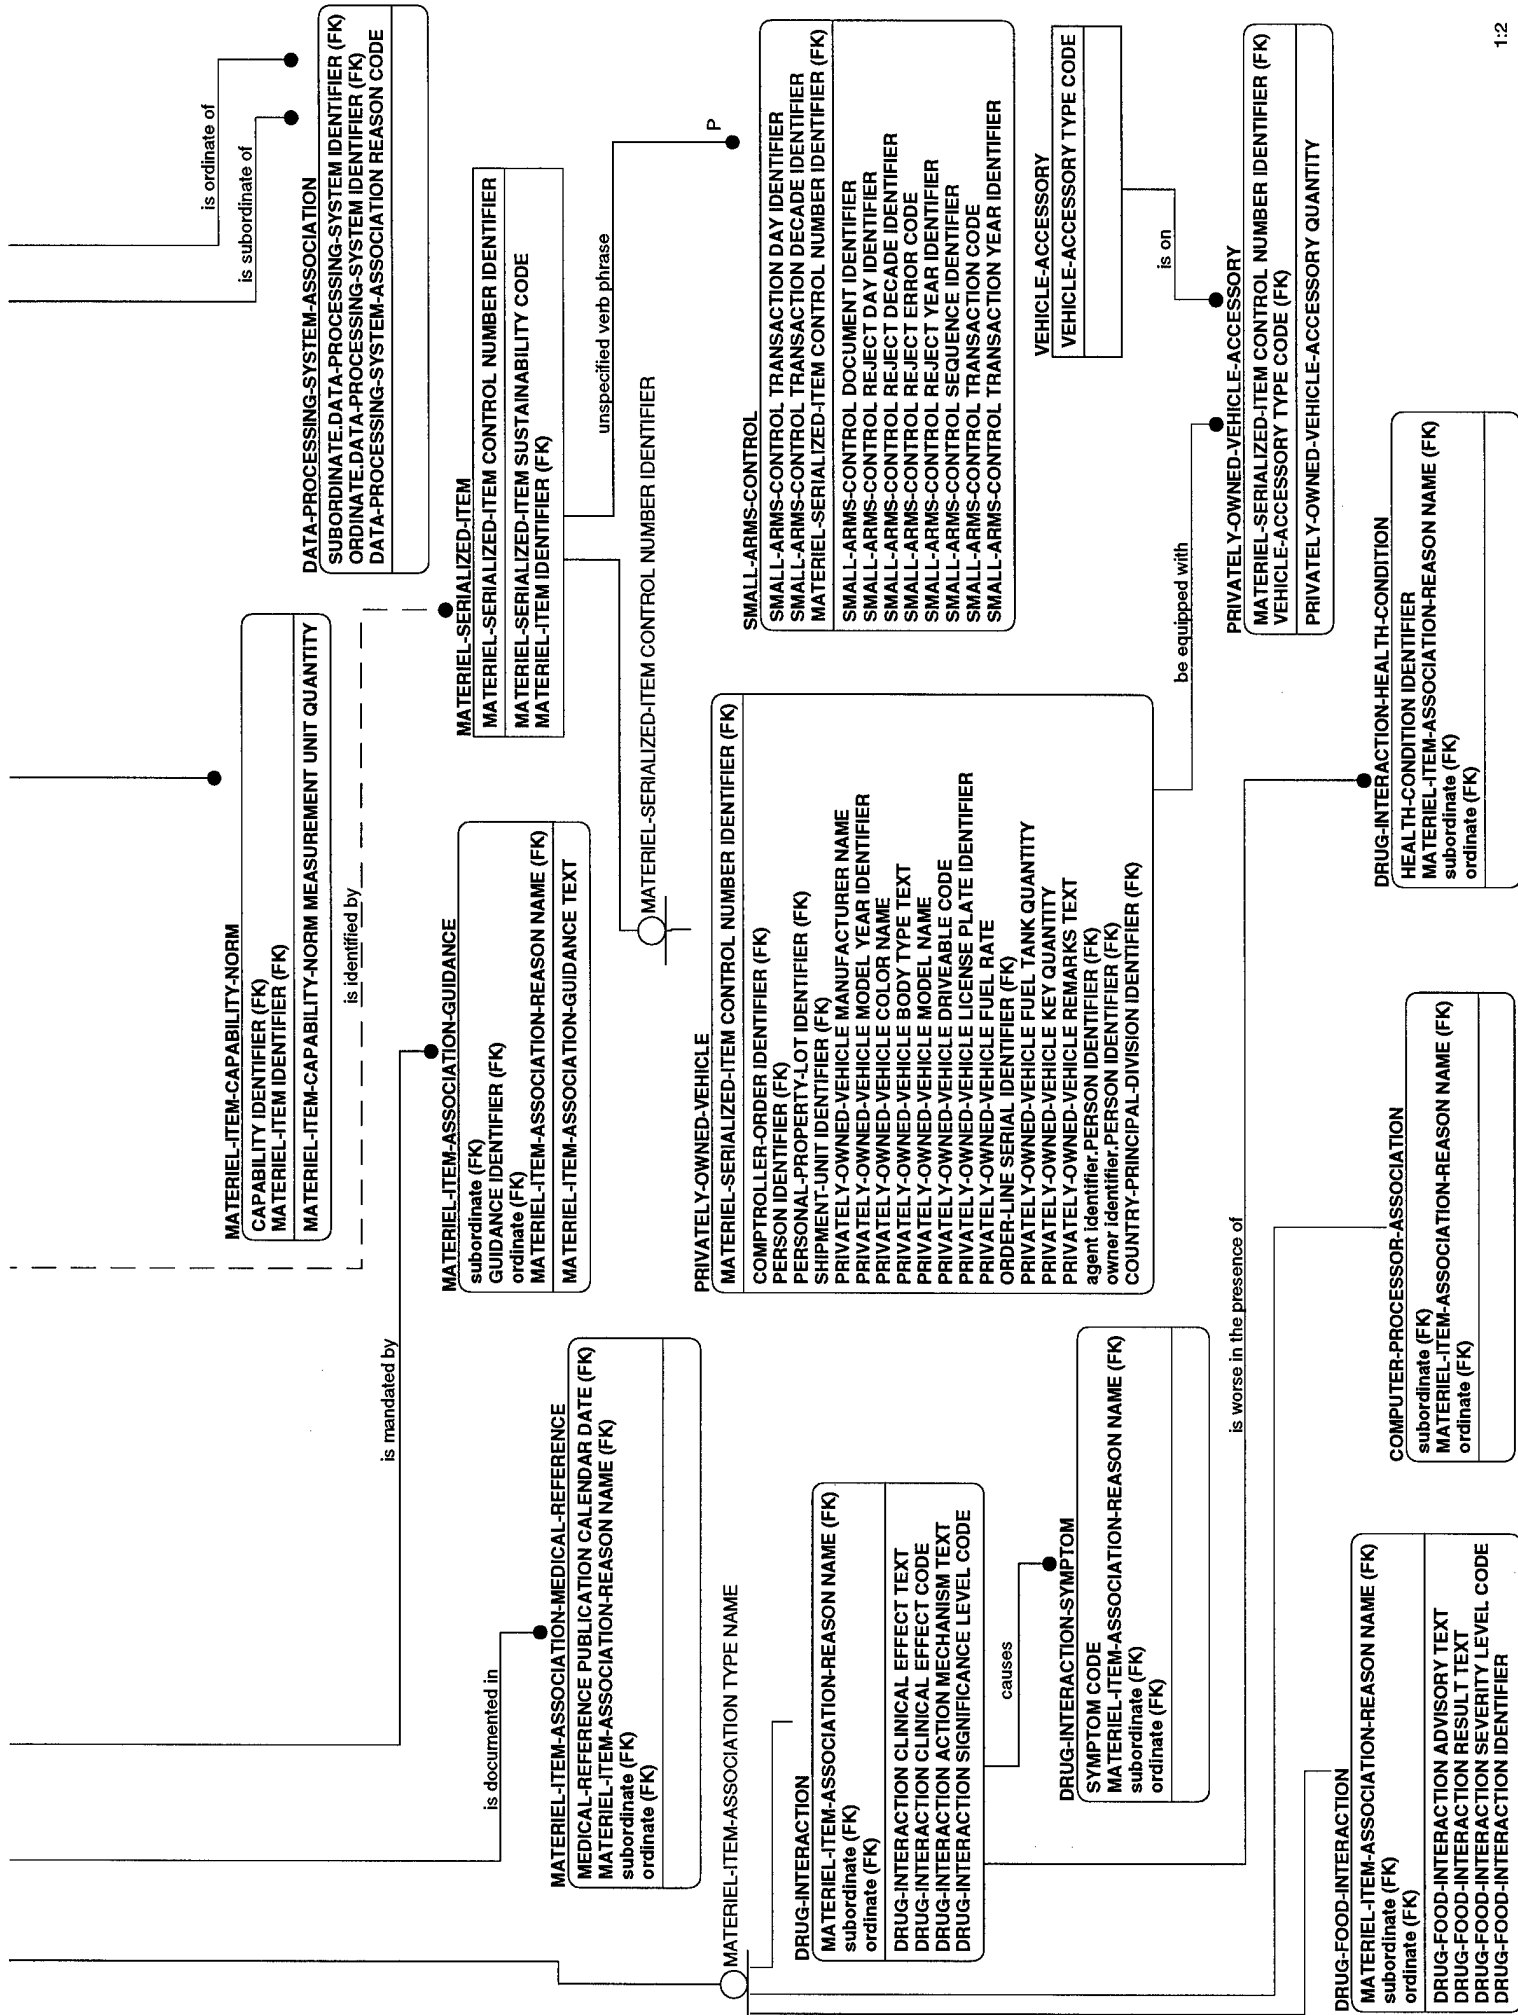 is ordinate of
is subordinate of
DATA-PROCESSING-SYSTEM-ASSOCIATION
SUBORDINATE.DATA-PROCESSING-SYSTEM IDENTIFIER (FK)
ORDINATE.DATA-PROCESSING-SYSTEM IDENTIFIER (FK)
DATA-PROCESSING-SYSTEM-ASSOCIATION REASON CODE
MATERIEL-ITEM-CAPABILITY-NORM
CAPABILITY IDENTIFIER (FK)
MATERIEL-ITEM IDENTIFIER (FK)
MATERIEL-ITEM-CAPABILITY-NORM MEASUREMENT UNIT QUANTITY
is identified by
is mandated by
MATERIEL-SERIALIZED-ITEM
MATERIEL-SERIALIZED-ITEM CONTROL NUMBER IDENTIFIER
MATERIEL-SERIALIZED-ITEM SUSTAINABILITY CODE
MATERIEL-ITEM IDENTIFIER (FK)
unspecified verb phrase
P
MATERIEL-ITEM-ASSOCIATION-GUIDANCE
subordinate (FK)
GUIDANCE IDENTIFIER (FK)
ordinate (FK)
MATERIEL-ITEM-ASSOCIATION-REASON NAME (FK)
MATERIEL-ITEM-ASSOCIATION-GUIDANCE TEXT
is documented in
MATERIEL-ITEM-ASSOCIATION-MEDICAL-REFERENCE
MEDICAL-REFERENCE PUBLICATION CALENDAR DATE (FK)
MATERIEL-ITEM-ASSOCIATION-REASON NAME (FK)
subordinate (FK)
ordinate (FK)
MATERIEL-SERIALIZED-ITEM CONTROL NUMBER IDENTIFIER
PRIVATELY-OWNED-VEHICLE
MATERIEL-SERIALIZED-ITEM CONTROL NUMBER IDENTIFIER (FK)
COMPTROLLER-ORDER IDENTIFIER (FK)
PERSON IDENTIFIER (FK)
PERSONAL-PROPERTY-LOT IDENTIFIER (FK)
SHIPMENT-UNIT IDENTIFIER (FK)
PRIVATELY-OWNED-VEHICLE MANUFACTURER NAME
PRIVATELY-OWNED-VEHICLE MODEL YEAR IDENTIFIER
PRIVATELY-OWNED-VEHICLE COLOR NAME
PRIVATELY-OWNED-VEHICLE BODY TYPE TEXT
PRIVATELY-OWNED-VEHICLE MODEL NAME
PRIVATELY-OWNED-VEHICLE DRIVEABLE CODE
PRIVATELY-OWNED-VEHICLE LICENSE PLATE IDENTIFIER
PRIVATELY-OWNED-VEHICLE FUEL RATE
ORDER-LINE SERIAL IDENTIFIER (FK)
PRIVATELY-OWNED-VEHICLE FUEL TANK QUANTITY
PRIVATELY-OWNED-VEHICLE KEY QUANTITY
PRIVATELY-OWNED-VEHICLE REMARKS TEXT
agent identifier.PERSON IDENTIFIER (FK)
owner identifier.PERSON IDENTIFIER (FK)
COUNTRY-PRINCIPAL-DIVISION IDENTIFIER (FK)
SMALL-ARMS-CONTROL
SMALL-ARMS-CONTROL TRANSACTION DAY IDENTIFIER
SMALL-ARMS-CONTROL TRANSACTION DECADE IDENTIFIER
MATERIEL-SERIALIZED-ITEM CONTROL NUMBER IDENTIFIER (FK)
SMALL-ARMS-CONTROL DOCUMENT IDENTIFIER
SMALL-ARMS-CONTROL REJECT DAY IDENTIFIER
SMALL-ARMS-CONTROL REJECT DECADE IDENTIFIER
SMALL-ARMS-CONTROL REJECT ERROR CODE
SMALL-ARMS-CONTROL REJECT YEAR IDENTIFIER
SMALL-ARMS-CONTROL SEQUENCE IDENTIFIER
SMALL-ARMS-CONTROL TRANSACTION CODE
SMALL-ARMS-CONTROL TRANSACTION YEAR IDENTIFIER
VEHICLE-ACCESSORY
VEHICLE-ACCESSORY TYPE CODE
is on
be equipped with
PRIVATELY-OWNED-VEHICLE-ACCESSORY
MATERIEL-SERIALIZED-ITEM CONTROL NUMBER IDENTIFIER (FK)
VEHICLE-ACCESSORY TYPE CODE (FK)
PRIVATELY-OWNED-VEHICLE-ACCESSORY QUANTITY
MATERIEL-ITEM-ASSOCIATION TYPE NAME
DRUG-INTERACTION
MATERIEL-ITEM-ASSOCIATION-REASON NAME (FK)
subordinate (FK)
ordinate (FK)
DRUG-INTERACTION CLINICAL EFFECT TEXT
DRUG-INTERACTION CLINICAL EFFECT CODE
DRUG-INTERACTION ACTION MECHANISM TEXT
DRUG-INTERACTION SIGNIFICANCE LEVEL CODE
causes
DRUG-INTERACTION-SYMPTOM
SYMPTOM CODE
MATERIEL-ITEM-ASSOCIATION-REASON NAME (FK)
subordinate (FK)
ordinate (FK)
is worse in the presence of
DRUG-INTERACTION-HEALTH-CONDITION
HEALTH-CONDITION IDENTIFIER
MATERIEL-ITEM-ASSOCIATION-REASON NAME (FK)
subordinate (FK)
ordinate (FK)
COMPUTER-PROCESSOR-ASSOCIATION
subordinate (FK)
MATERIEL-ITEM-ASSOCIATION-REASON NAME (FK)
ordinate (FK)
DRUG-FOOD-INTERACTION
MATERIEL-ITEM-ASSOCIATION-REASON NAME (FK)
subordinate (FK)
ordinate (FK)
DRUG-FOOD-INTERACTION ADVISORY TEXT
DRUG-FOOD-INTERACTION RESULT TEXT
DRUG-FOOD-INTERACTION SEVERITY LEVEL CODE
DRUG-FOOD-INTERACTION IDENTIFIER
1:2